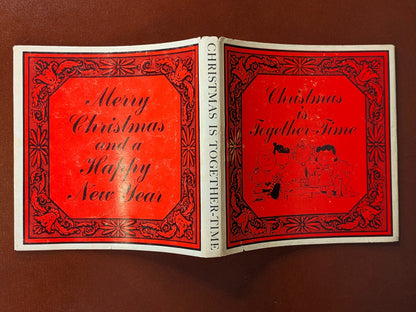 Merry
Christmas
and a
Happy
New Year
CHRISTMAS IS TOGETHER-TIME
Christmas
is
Together-Time